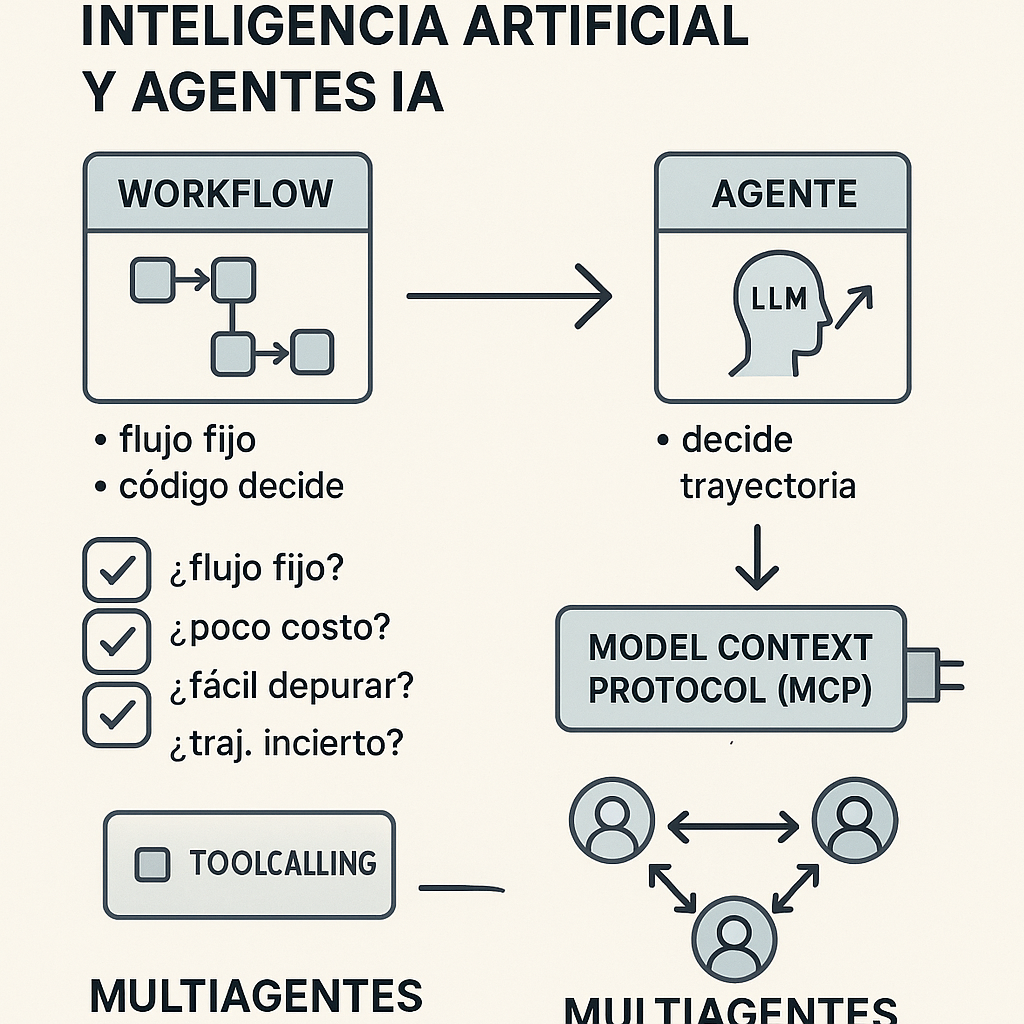 INTELIGENCIA ARTIFICIAL
Y AGENTES IA
WORKFLOW
• flujo fijo
• código decide
¿flujo fijo?
¿poco costo?
¿fácil depurar?
¿traj. incierto?
TOOLCALLING
MULTIAGENTES
AGENTE
LLM
• decide
trayectoria
MODEL CONTEXT
PROTOCOL (MCP)
MULTIAGENTES